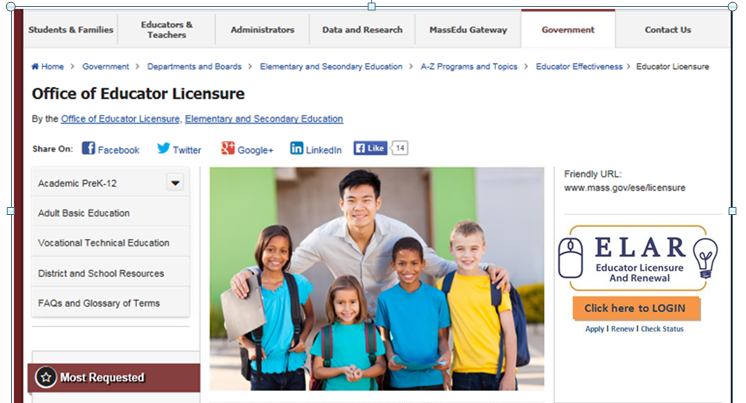 Students & Families
Educators &
Teachers
Administrators
Data and Research
MassEdu Gateway
Government
Contact Us
Home > Government > Departments and Boards > Elementary and Secondary Education > A-Z Programs and Topics > Educator Effectiveness > Educator Licensure
Office of Educator Licensure
By the Office of Educator Licensure, Elementary and Secondary Education
Share On: Facebook Twitter Google+ LinkedIn Like 14
Academic PreK-12
Adult Basic Education
Vocational Technical Education
District and School Resources
FAQs and Glossary of Terms
Most Requested
Friendly URL:
www.mass.gov/ese/licensure
ELAR
Educator Licensure
And Renewal
Click here to LOGIN
Apply | Renew | Check Status